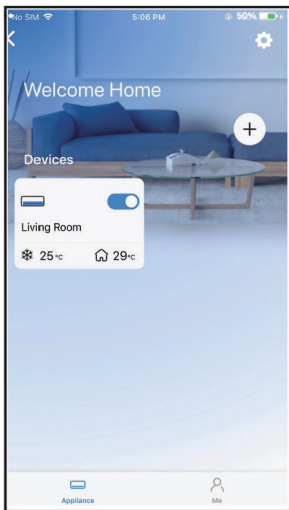 No SIM 5:06 PM 50%
Welcome Home
Devices
Living Room
25°C 29°C
Appliance Me